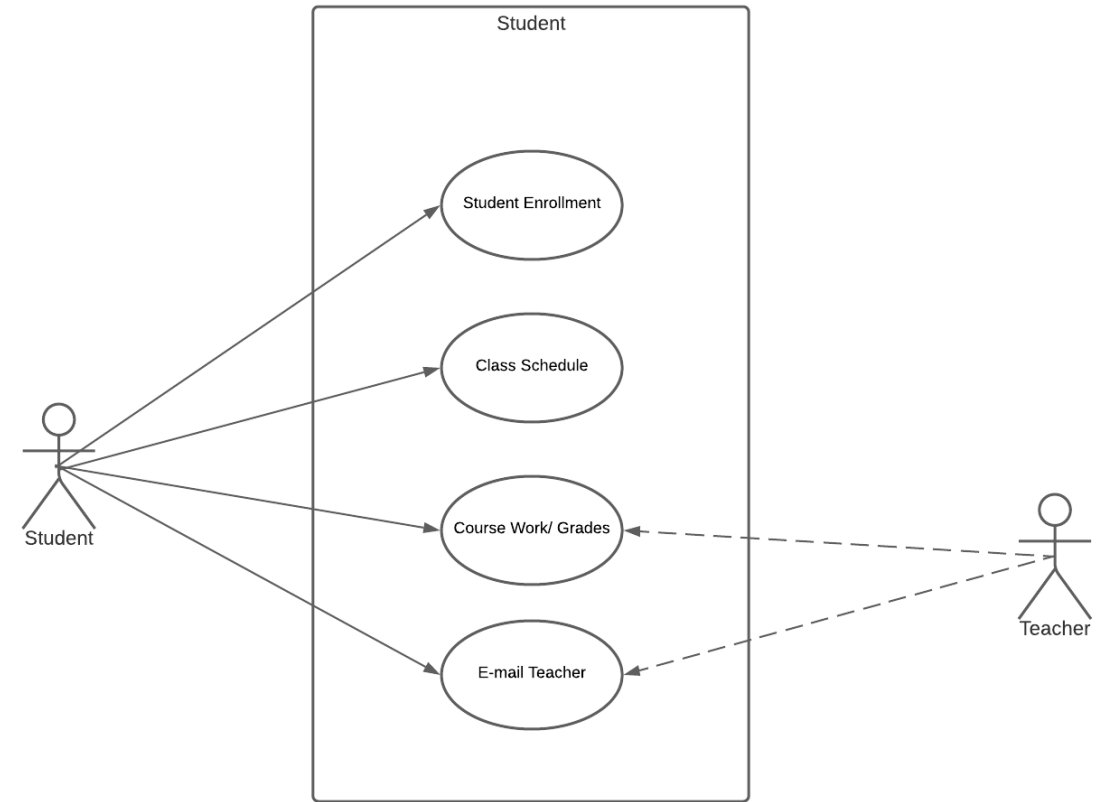 Student
Student Enrollment
Class Schedule
Course Work/ Grades
E-mail Teacher
Student
Teacher